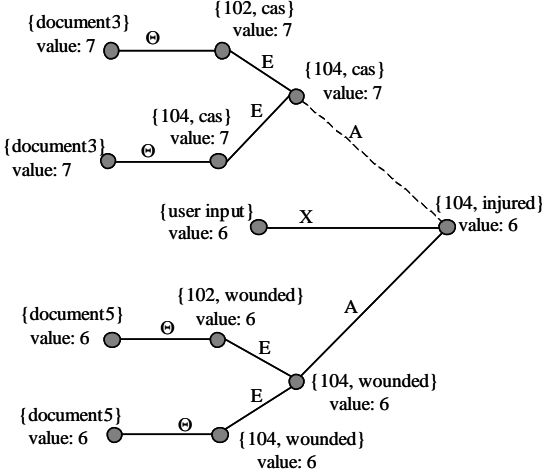 {102, cas}
value: 7
{document3}
value: 7
Θ
E
{104, cas}
value: 7
{104, cas}
value: 7
E
{document3}
value: 7
Θ
A
{user input}
value: 6
X
{104, injured}
value: 6
{102, wounded}
value: 6
{document5}
value: 6
Θ
A
E
{104, wounded}
value: 6
E
{document5}
value: 6
Θ
{104, wounded}
value: 6